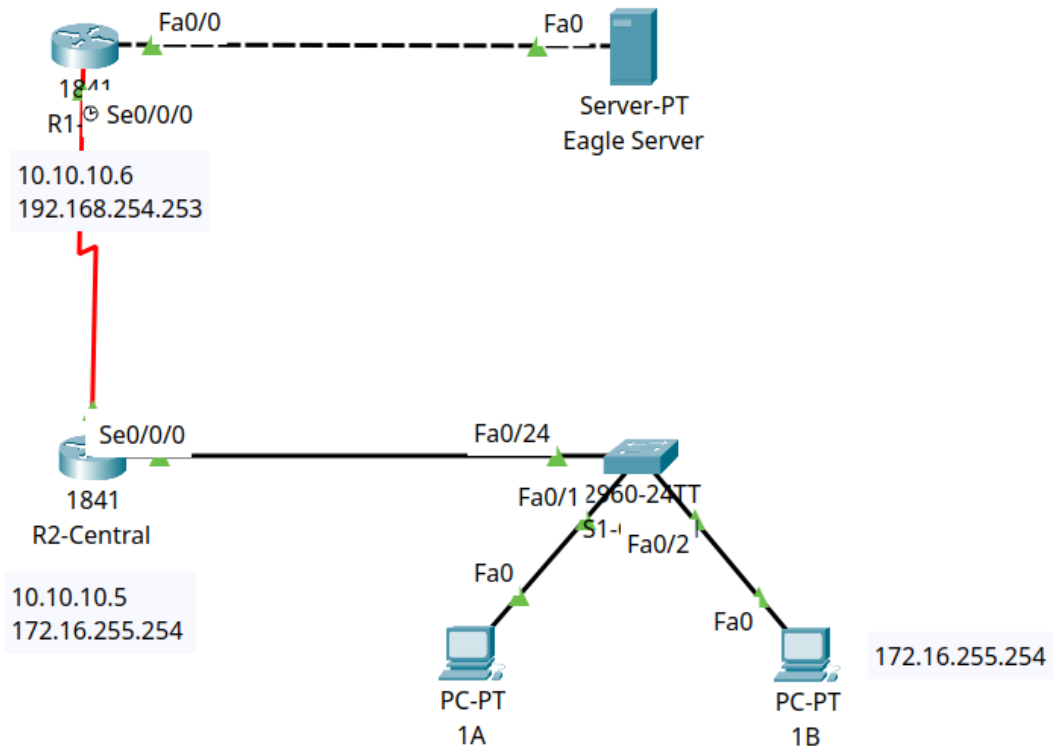 Fa0/0
Fa0
1841
R1-
Se0/0/0
Server-PT
Eagle Server
10.10.10.6
192.168.254.253
Se0/0/0
Fa0/24
1841
R2-Central
Fa0/1
2960-24TT
S1-
Fa0/2
Fa0
Fa0
10.10.10.5
172.16.255.254
PC-PT
1A
PC-PT
1B
172.16.255.254